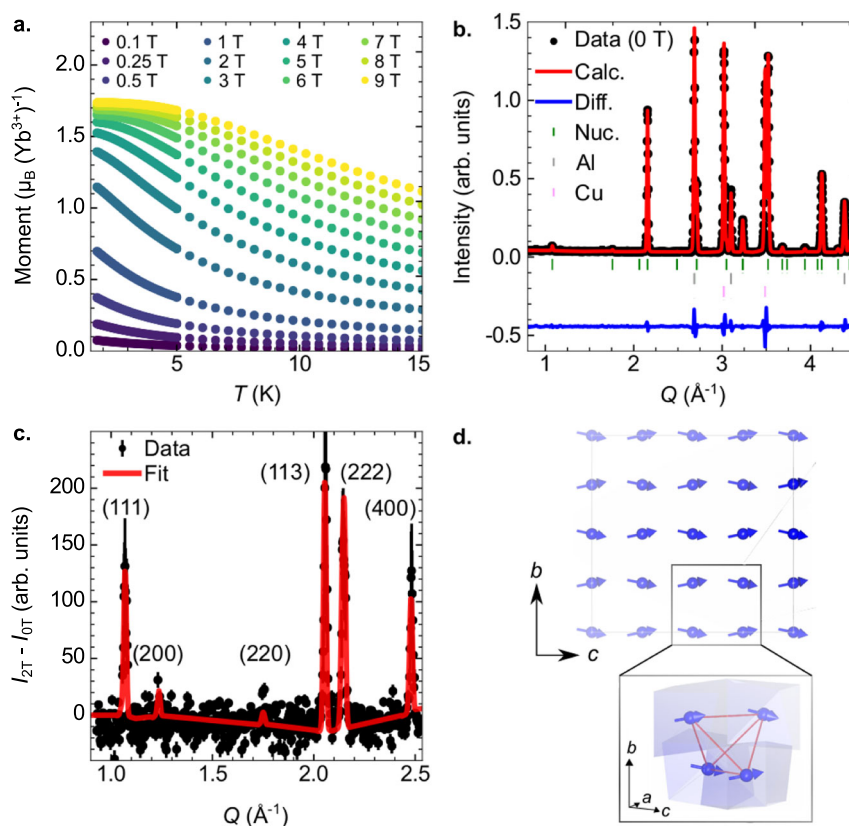 a.
0.1 T 1 T 4 T 7 T
0.25 T 2 T 5 T 8 T
0.5 T 3 T 6 T 9 T
Moment (μB (Yb³⁺)-¹)
2.0
1.5
1.0
0.5
0.0
5 10 15
T (K)
b.
Data (0 T)
Calc.
Diff.
Nuc.
Al
Cu
Intensity (arb. units)
1.5
1.0
0.5
0.0
-0.5
1 2 3 4
Q (Å⁻¹)
c.
Data
Fit
(111)
(200)
(220)
(113)
(222)
(400)
I2T - I0T (arb. units)
200
150
100
50
0
1.0 1.5 2.0 2.5
Q (Å⁻¹)
d.
b
c
b
a
c